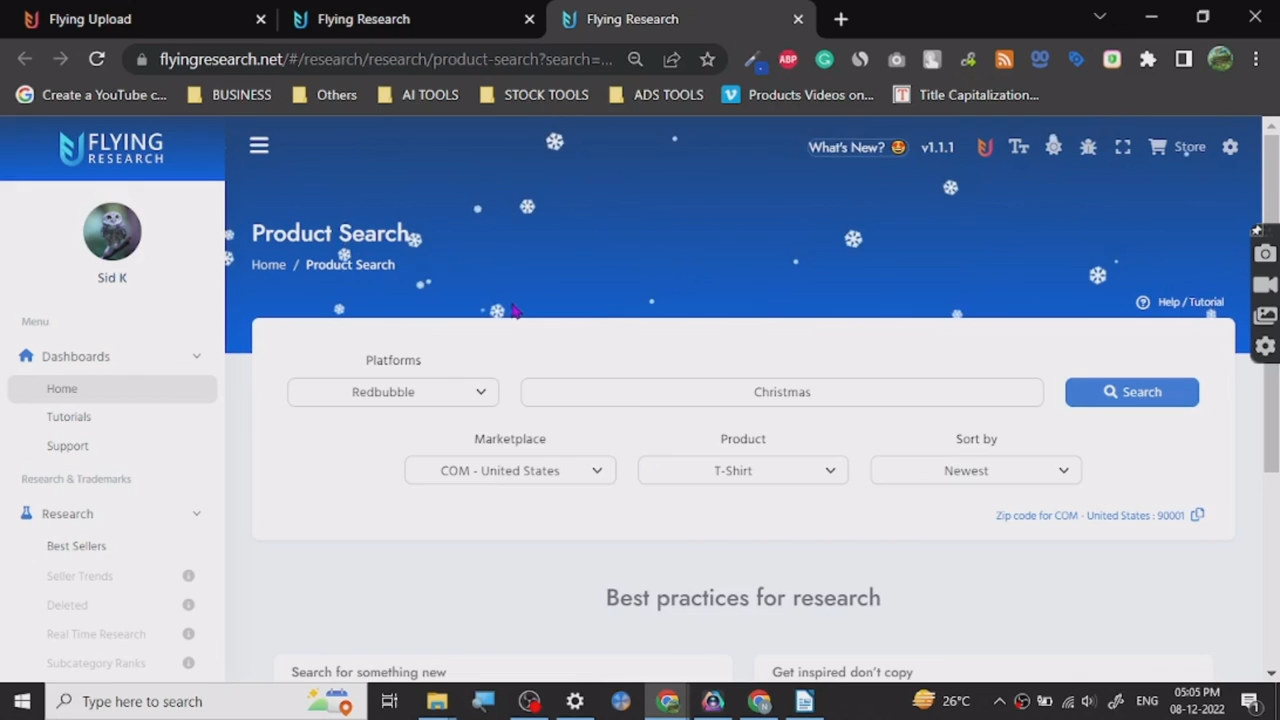 Flying Upload
Flying Research
Flying Research
flyingresearch.net/#/research/research/product-search?search=...
ABP
Create a YouTube c...
BUSINESS
Others
AI TOOLS
STOCK TOOLS
ADS TOOLS
Products Videos on...
Title Capitalization...
FLYING
RESEARCH
What's New?
v1.1.1
Store
Product Search
Home / Product Search
Sid K
Help / Tutorial
Menu
Dashboards
Home
Tutorials
Support
Research & Trademarks
Research
Best Sellers
Seller Trends
Deleted
Real Time Research
Subcategory Ranks
Platforms
Redbubble
Christmas
Search
Marketplace
Product
Sort by
COM - United States
T-Shirt
Newest
Zip code for COM - United States : 90001
Best practices for research
Search for something new
Get inspired don't copy
Type here to search
26°C
ENG
05:05 PM
08-12-2022